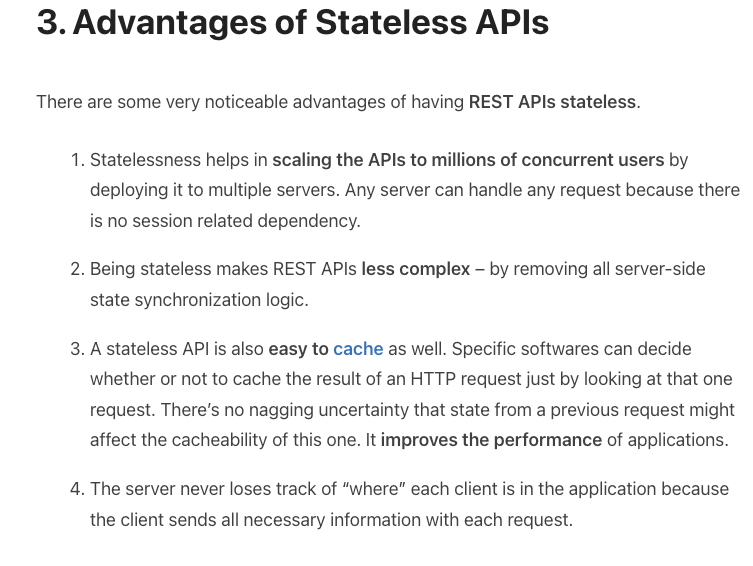 3. Advantages of Stateless APIs
There are some very noticeable advantages of having REST APIs stateless.
1. Statelessness helps in scaling the APIs to millions of concurrent users by
deploying it to multiple servers. Any server can handle any request because there
is no session related dependency.
2. Being stateless makes REST APIs less complex – by removing all server-side
state synchronization logic.
3. A stateless API is also easy to cache as well. Specific softwares can decide
whether or not to cache the result of an HTTP request just by looking at that one
request. There’s no nagging uncertainty that state from a previous request might
affect the cacheability of this one. It improves the performance of applications.
4. The server never loses track of “where” each client is in the application because
the client sends all necessary information with each request.